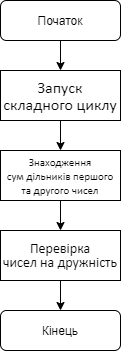 Початок
Запуск
складного циклу
Знаходження
сум дільників першого
та другого чисел
Перевірка
чисел на дружність
Кінець